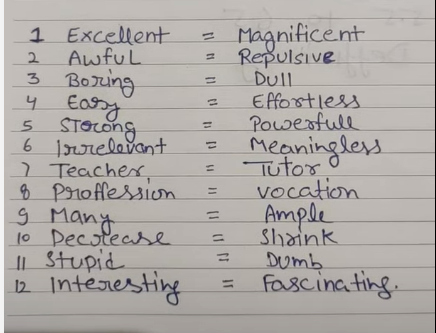 1 Excellent = Magnificent
2 Awful = Repulsive
3 Boring = Dull
4 Easy = Effortless
5 Strong = Powerfull
6 Irrelevant = Meaningless
7 Teacher = Tutor
8 Proffession = vocation
9 Many = Ample
10 Decrease = Shrink
11 Stupid = Dumb
12 Interesting = Fascinating.